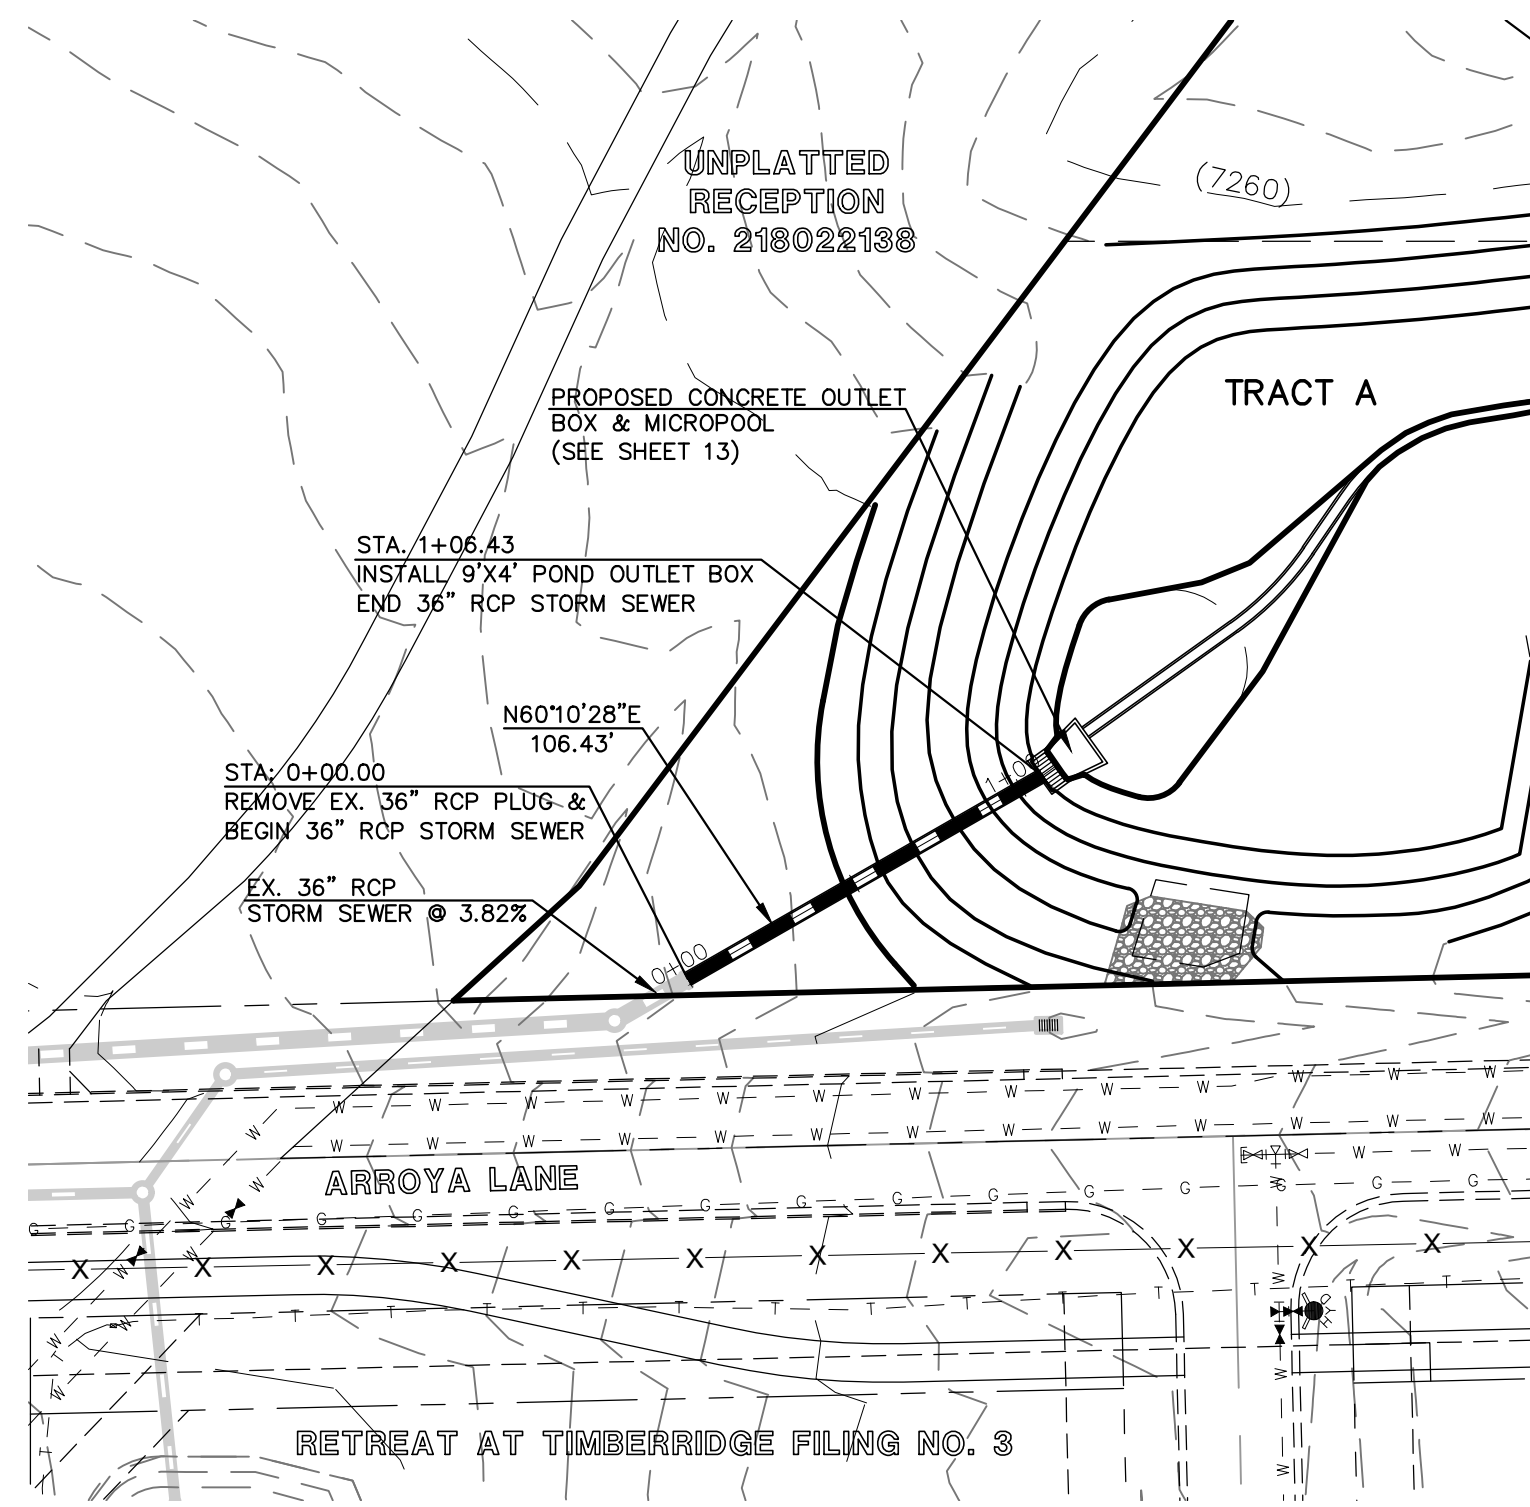 UNPLATTED
RECEPTION
NO. 218022138
(7260)
TRACT A
PROPOSED CONCRETE OUTLET
BOX & MICROPOOL
(SEE SHEET 13)
STA. 1+06.43
INSTALL 9'X4' POND OUTLET BOX
END 36" RCP STORM SEWER
N60°10'28"E
106.43'
STA: 0+00.00
REMOVE EX. 36" RCP PLUG &
BEGIN 36" RCP STORM SEWER
1+00
EX. 36" RCP
STORM SEWER @ 3.82%
0+00
W W W W W W W W W W W W W
W W W W W W W W W W W W W
W W
ARROYA LANE
G G G G G G G G G G G G G G G G
X X X X X X X X X X X X
T T T T T T T T T T T T T
HYD
RETREAT AT TIMBERRIDGE FILING NO. 3